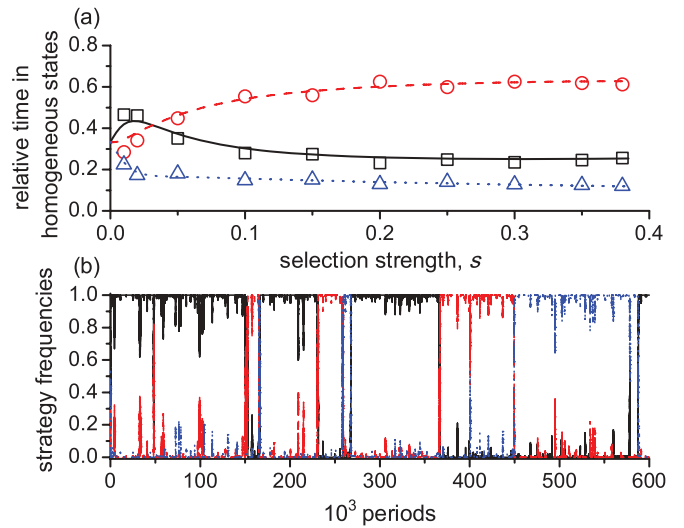 (a)
0.8
0.6
0.4
0.2
0.0
relative time in
homogeneous states
0.0 0.1 0.2 0.3 0.4
selection strength, s
(b)
1.0
0.8
0.6
0.4
0.2
0.0
strategy frequencies
0 100 200 300 400 500 600
10³ periods